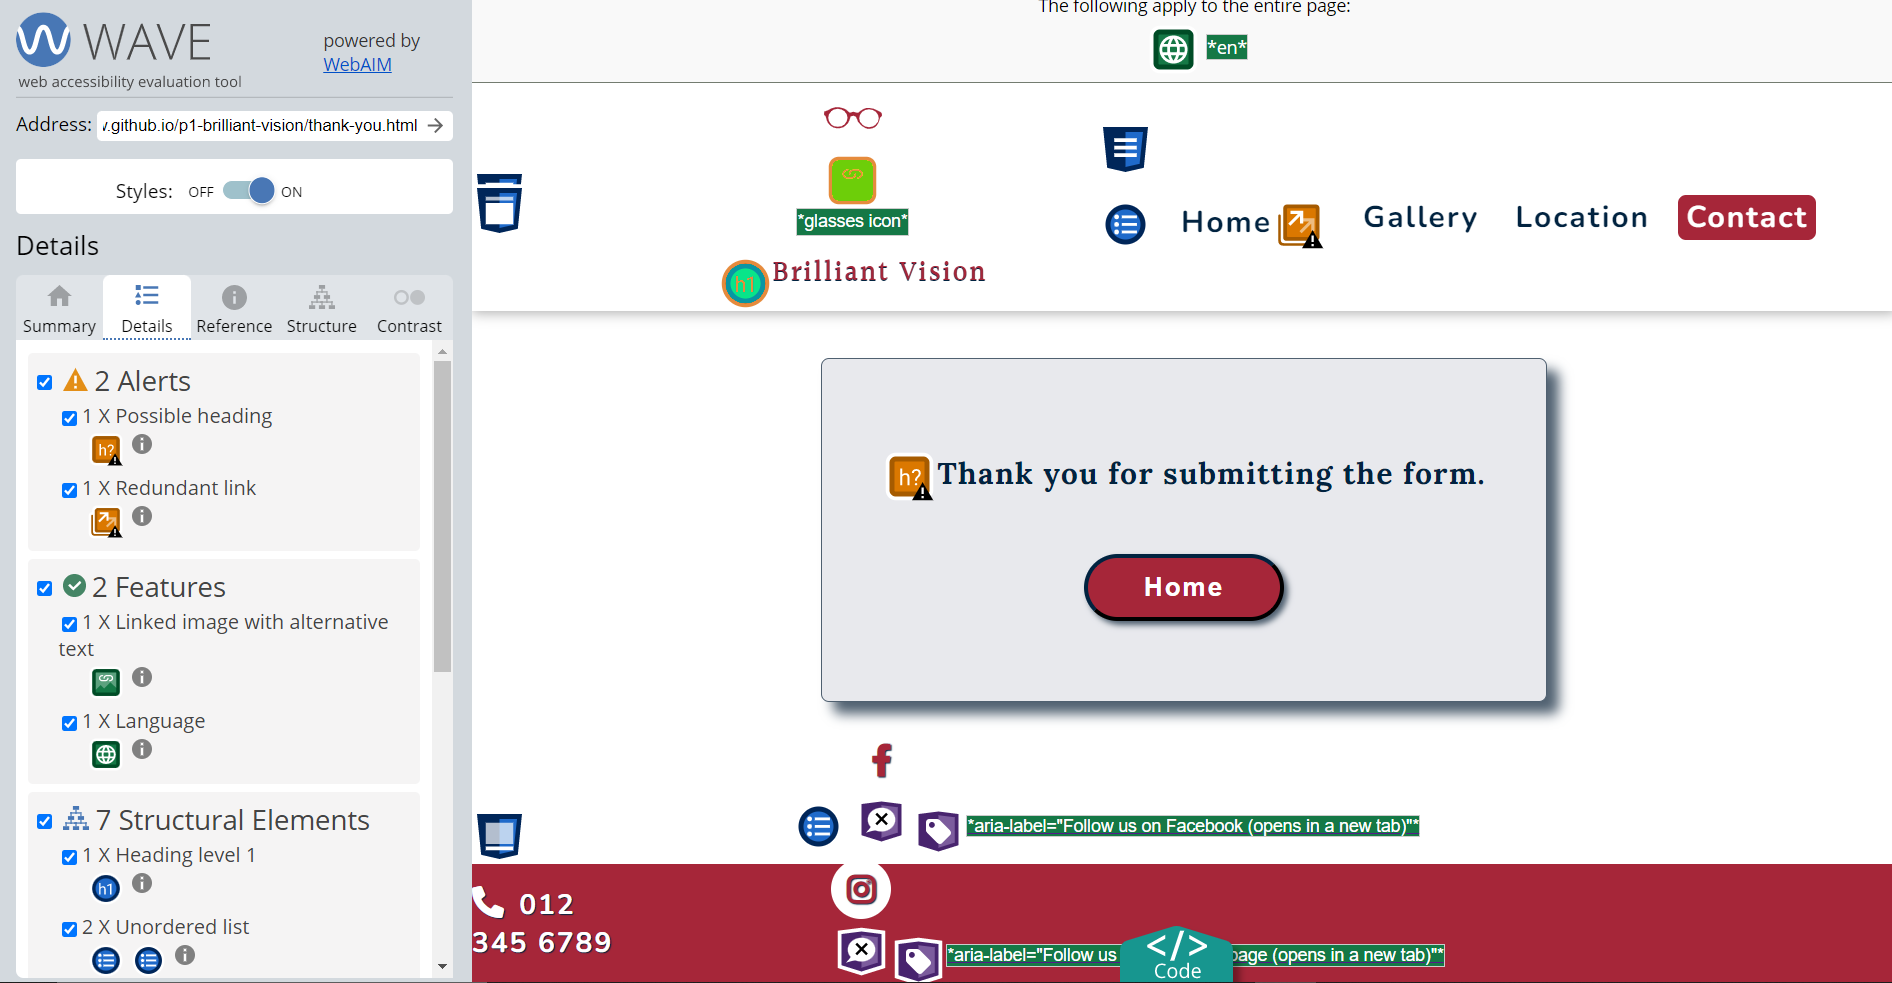 WAVE
powered by
WebAIM
web accessibility evaluation tool
Address: .github.io/p1-brilliant-vision/thank-you.html
Styles: OFF ON
Details
Summary Details Reference Structure Contrast
2 Alerts
1 X Possible heading
h?
1 X Redundant link
2 Features
1 X Linked image with alternative
text
1 X Language
7 Structural Elements
1 X Heading level 1
h1
2 X Unordered list
The following apply to the entire page:
*en*
*glasses icon*
h1 Brilliant Vision
Home Gallery Location Contact
h? Thank you for submitting the form.
Home
*aria-label="Follow us on Facebook (opens in a new tab)"*
012
345 6789
*aria-label="Follow us page (opens in a new tab)"*
</> 
Code